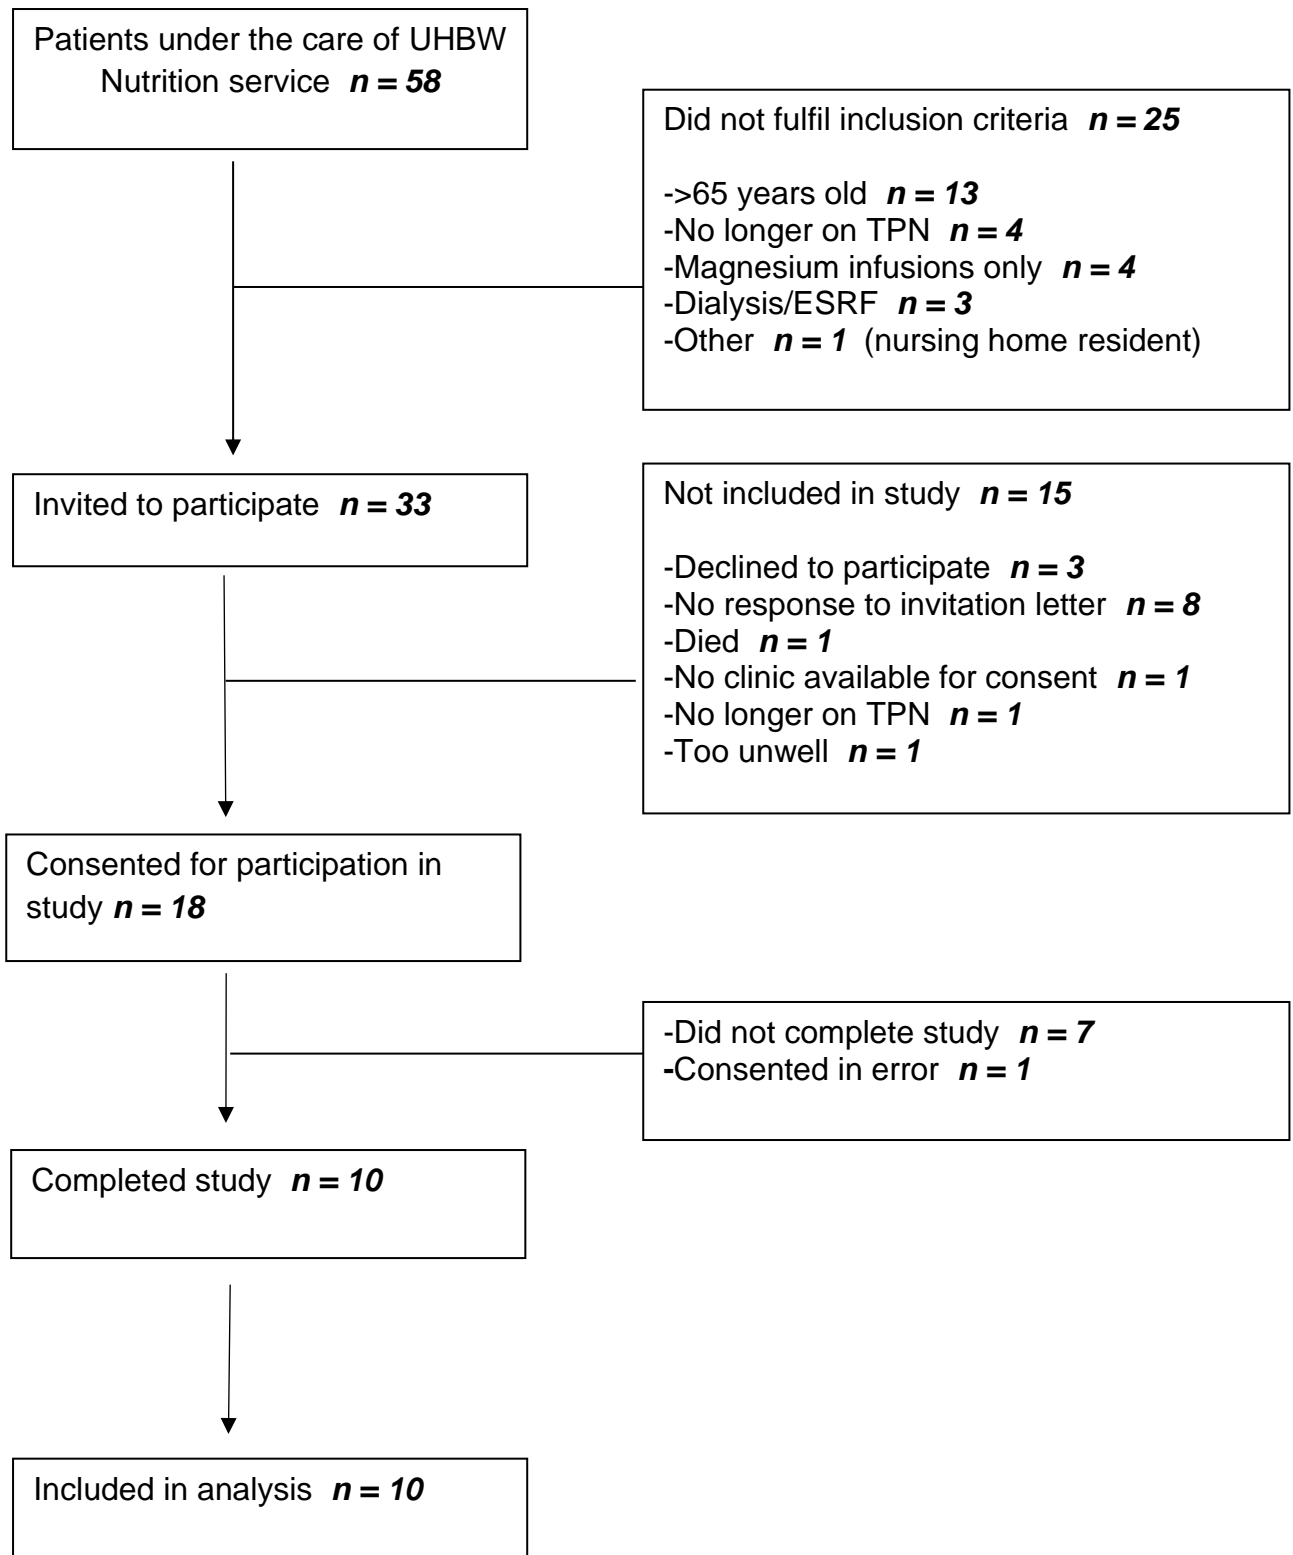 Patients under the care of UHBW
Nutrition service n = 58
Did not fulfil inclusion criteria n = 25
->65 years old n = 13
-No longer on TPN n = 4
-Magnesium infusions only n = 4
-Dialysis/ESRF n = 3
-Other n = 1 (nursing home resident)
Invited to participate n = 33
Not included in study n = 15
-Declined to participate n = 3
-No response to invitation letter n = 8
-Died n = 1
-No clinic available for consent n = 1
-No longer on TPN n = 1
-Too unwell n = 1
Consented for participation in
study n = 18
-Did not complete study n = 7
-Consented in error n = 1
Completed study n = 10
Included in analysis n = 10